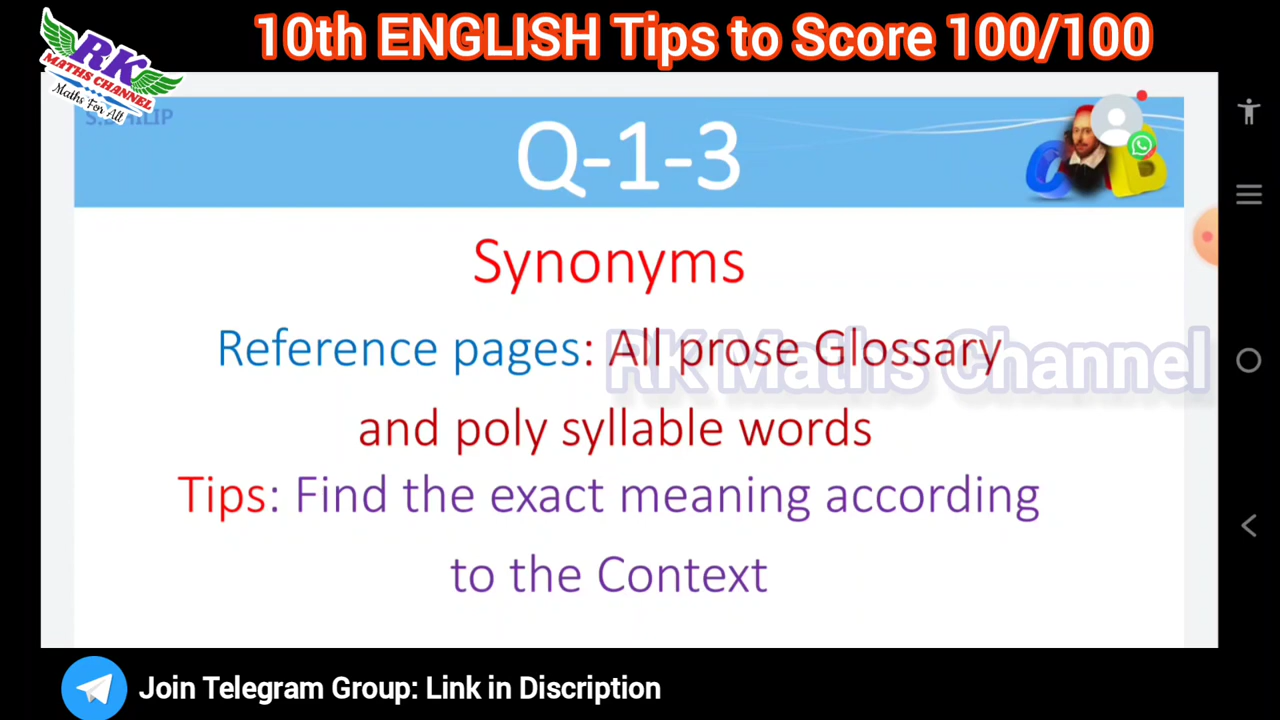 10th ENGLISH Tips to Score 100/100
RK
MATHS CHANNEL
Maths For All
Q-1-3
Synonyms
Reference pages: All prose Glossary
RK Maths Channel
and poly syllable words
Tips: Find the exact meaning according
to the Context
Join Telegram Group: Link in Discription